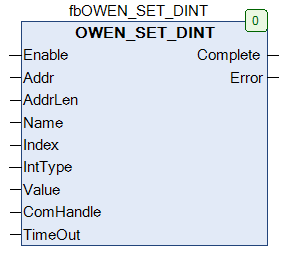 fbOWEN_SET_DINT
0
OWEN_SET_DINT
Enable Complete
Addr Error
AddrLen
Name
Index
IntType
Value
ComHandle
TimeOut